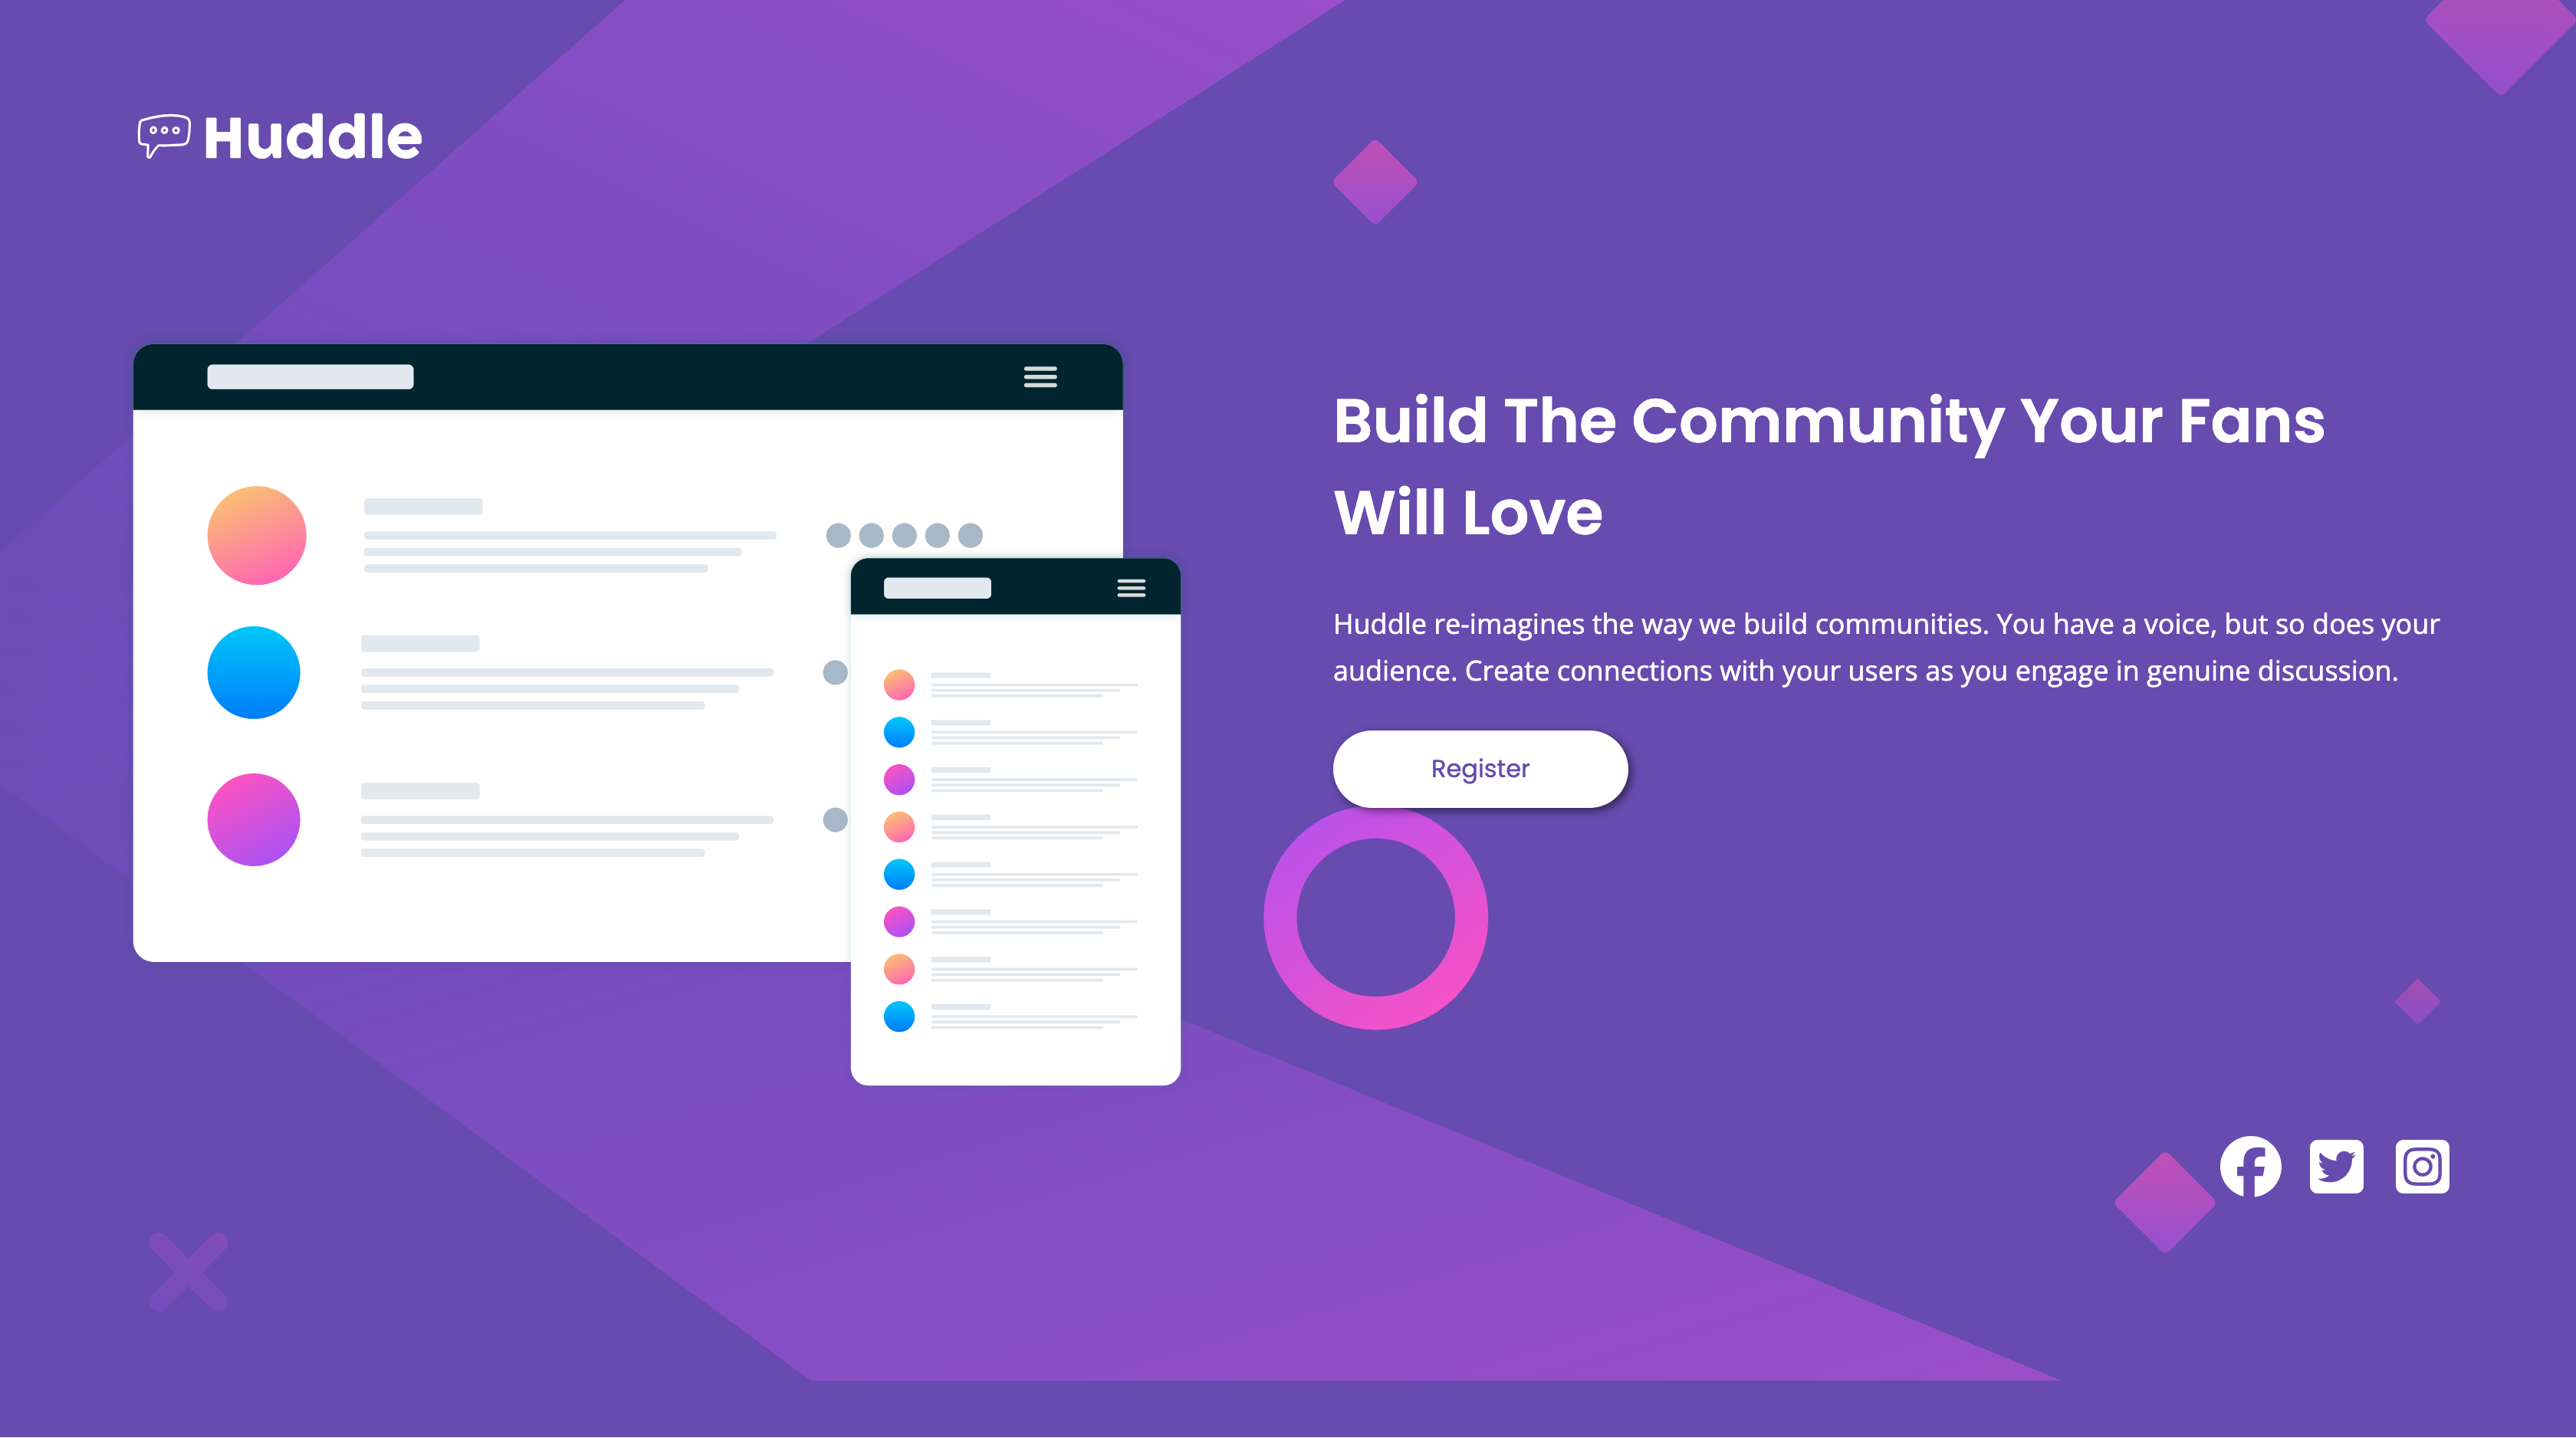 Huddle
Build The Community Your Fans
Will Love
Huddle re-imagines the way we build communities. You have a voice, but so does your
audience. Create connections with your users as you engage in genuine discussion.
Register